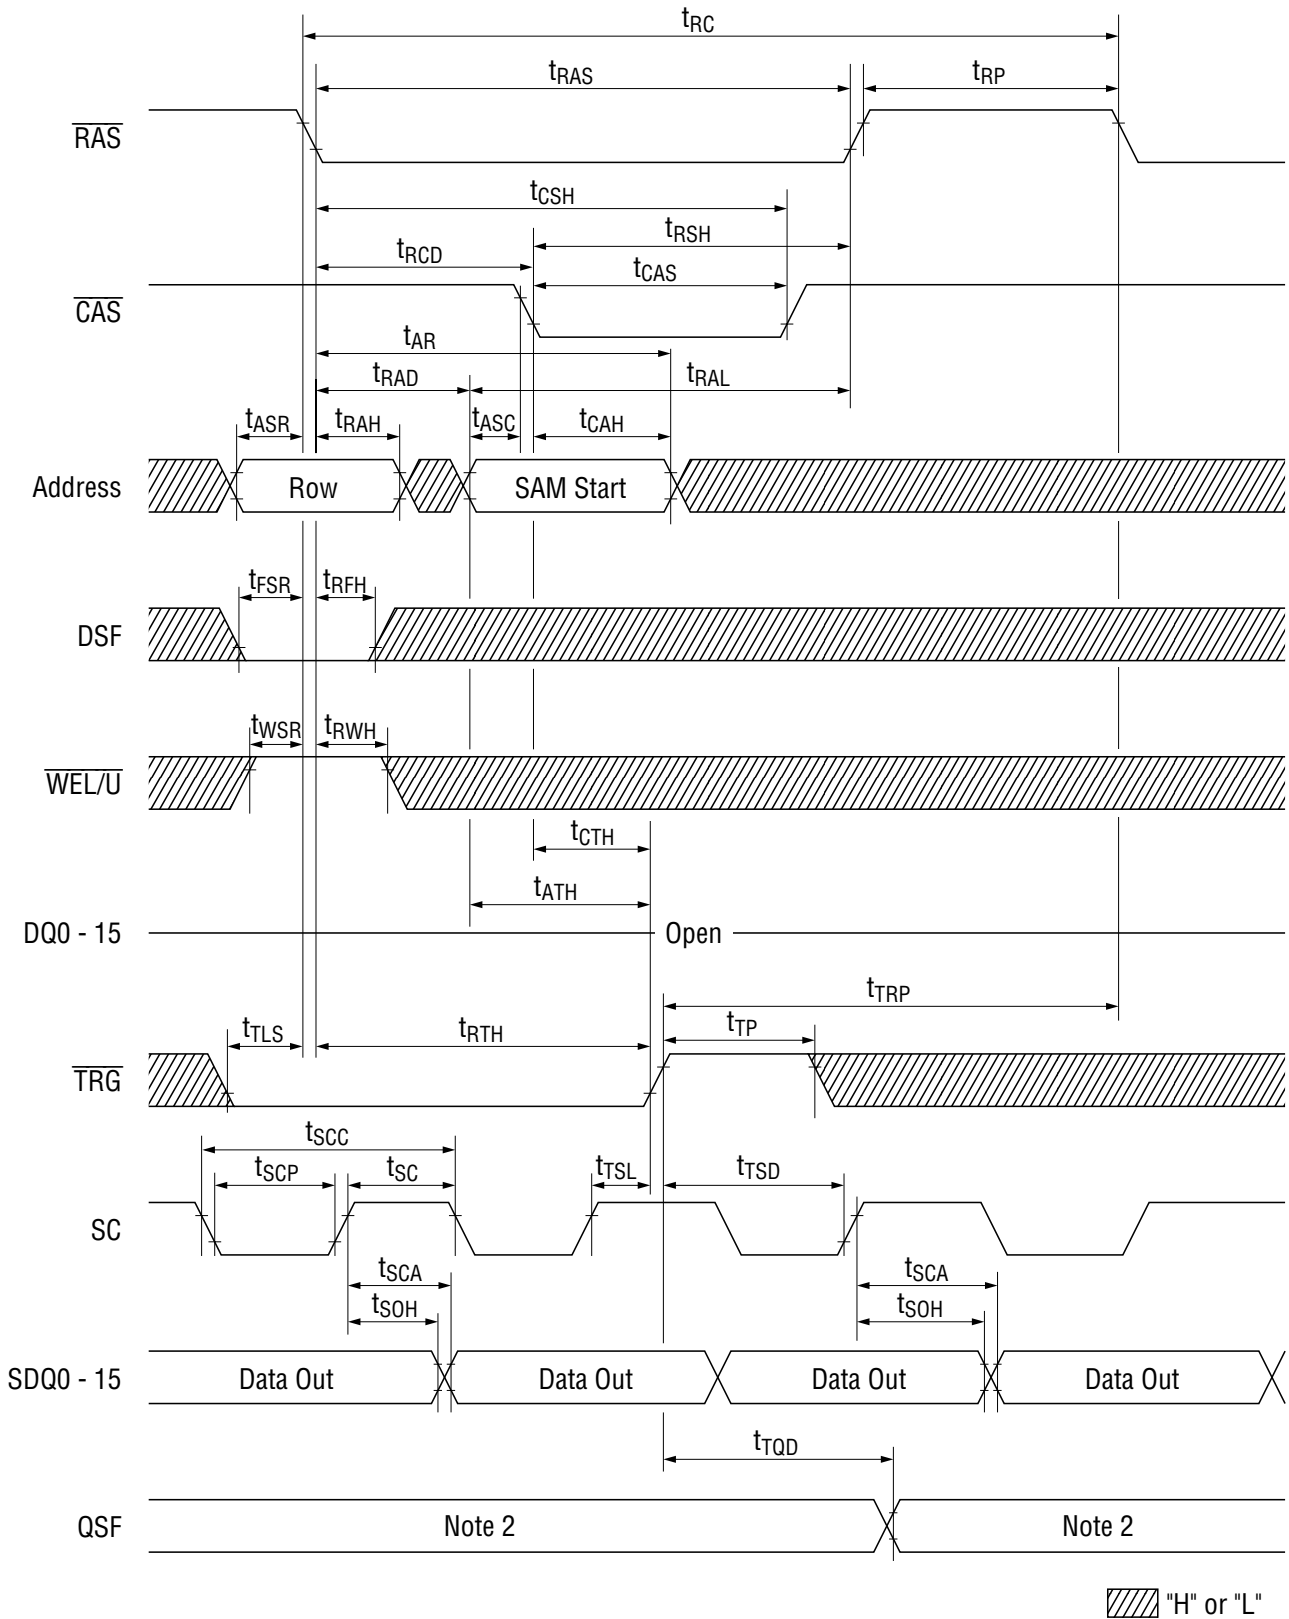 tRC
tRAS
tRP
RAS
tCSH
tRSH
tRCD
tCAS
CAS
tAR
tRAD
tRAL
tASR
tRAH
tASC
tCAH
Address
Row
SAM Start
tFSR
tRFH
DSF
tWSR
tRWH
WEL/U
tCTH
tATH
DQ0 - 15
Open
tTRP
tTLS
tRTH
tTP
TRG
tSCC
tSCP
tSC
tTSL
tTSD
SC
tSCA
tSCA
tSOH
tSOH
SDQ0 - 15
Data Out
Data Out
Data Out
Data Out
tTQD
QSF
Note 2
Note 2
"H" or "L"